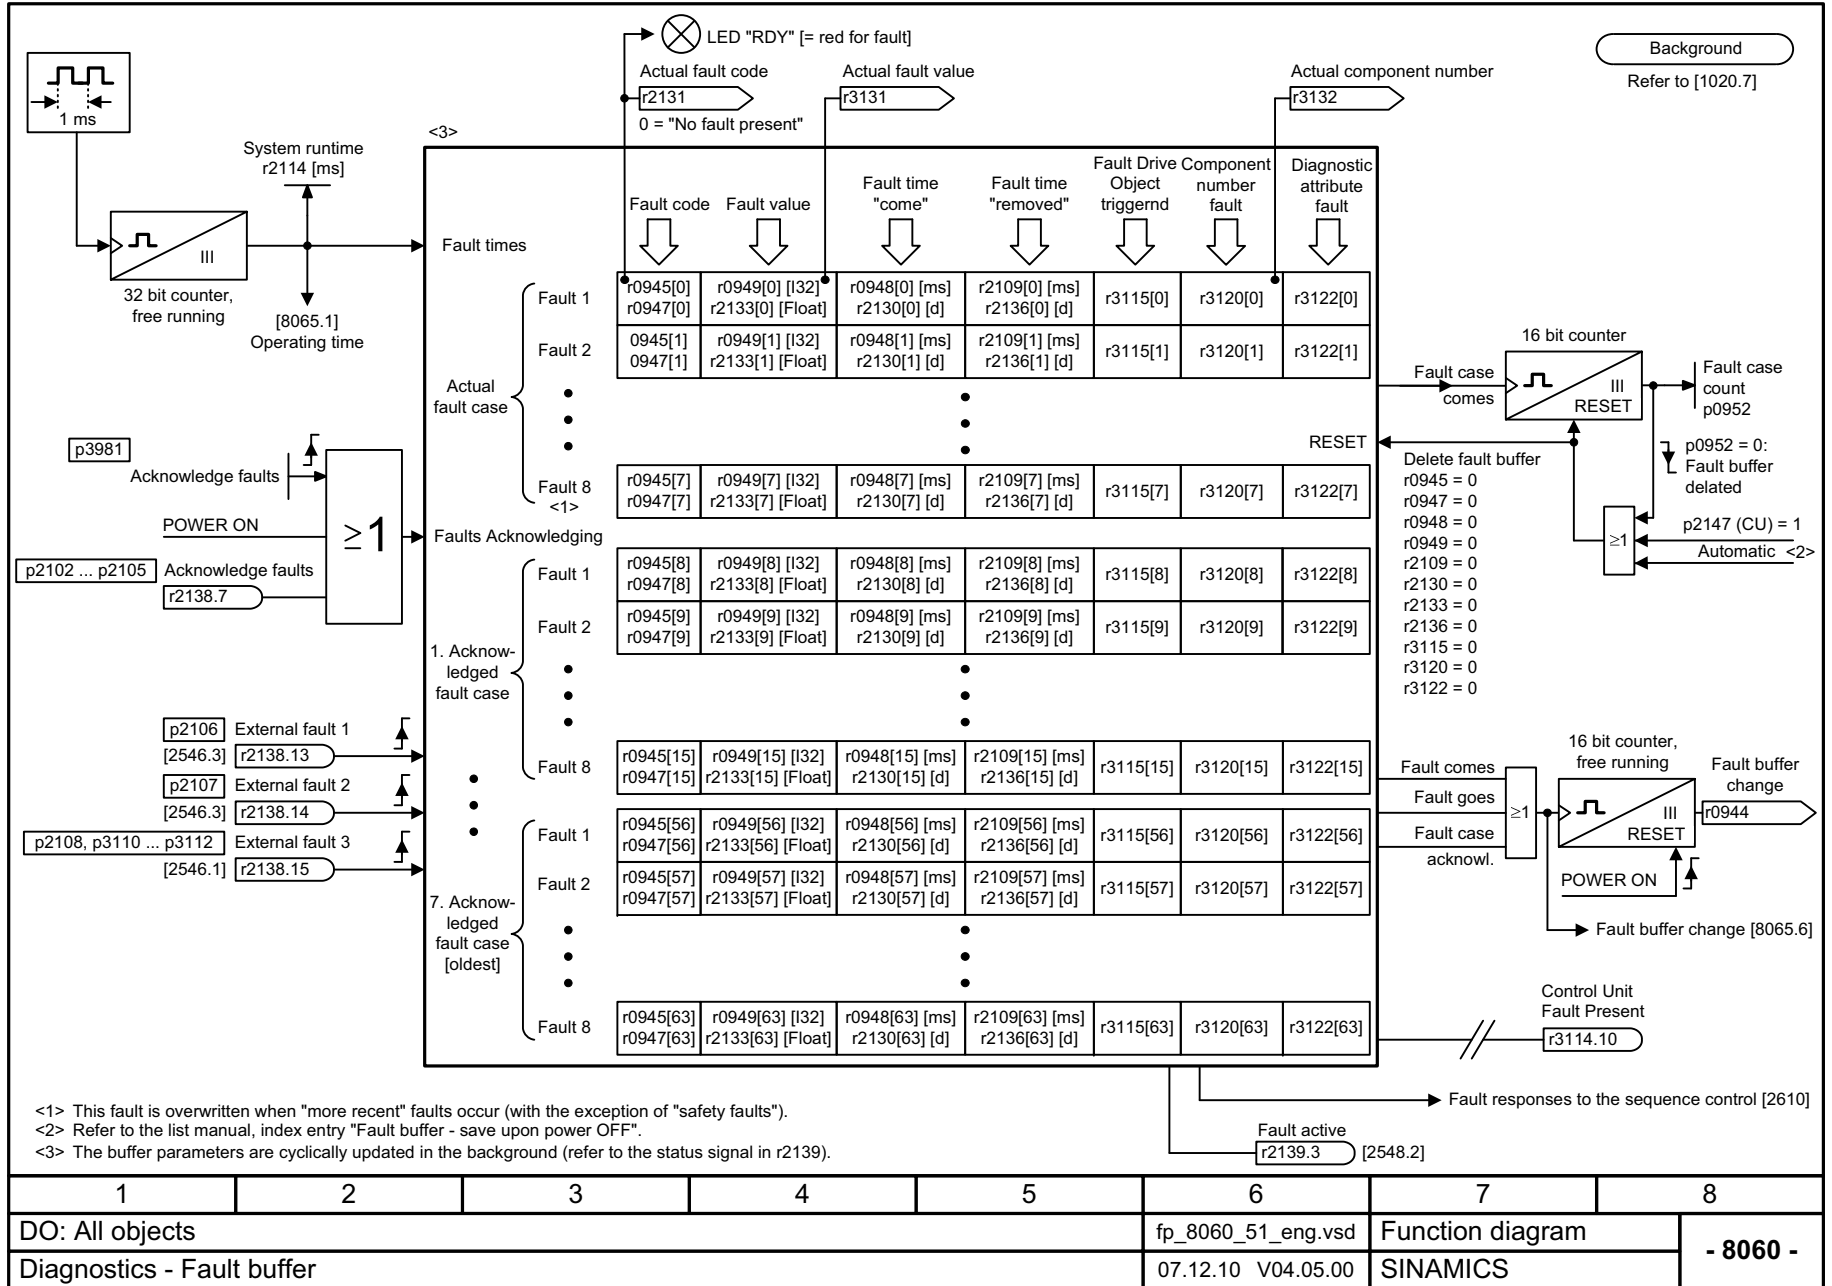 LED "RDY" [= red for fault]
Background
Refer to [1020.7]
1 ms
Actual fault code
r2131
0 = "No fault present"
Actual fault value
r3131
Actual component number
r3132
<3>
System runtime
r2114 [ms]
III
32 bit counter,
free running
[8065.1]
Operating time
Fault times
Fault code
Fault value
Fault time
"come"
Fault time
"removed"
Fault Drive
Object
triggernd
Component
number
fault
Diagnostic
attribute
fault
Actual
fault case
Fault 1
r0945[0]
r0947[0]
r0949[0] [I32]
r2133[0] [Float]
r0948[0] [ms]
r2130[0] [d]
r2109[0] [ms]
r2136[0] [d]
r3115[0]
r3120[0]
r3122[0]
Fault 2
0945[1]
0947[1]
r0949[1] [I32]
r2133[1] [Float]
r0948[1] [ms]
r2130[1] [d]
r2109[1] [ms]
r2136[1] [d]
r3115[1]
r3120[1]
r3122[1]
Fault 8
<1>
r0945[7]
r0947[7]
r0949[7] [I32]
r2133[7] [Float]
r0948[7] [ms]
r2130[7] [d]
r2109[7] [ms]
r2136[7] [d]
r3115[7]
r3120[7]
r3122[7]
p3981
Acknowledge faults
POWER ON
p2102 ... p2105
Acknowledge faults
r2138.7
≥1
Faults Acknowledging
1. Acknow-
ledged
fault case
Fault 1
r0945[8]
r0947[8]
r0949[8] [I32]
r2133[8] [Float]
r0948[8] [ms]
r2130[8] [d]
r2109[8] [ms]
r2136[8] [d]
r3115[8]
r3120[8]
r3122[8]
Fault 2
r0945[9]
r0947[9]
r0949[9] [I32]
r2133[9] [Float]
r0948[9] [ms]
r2130[9] [d]
r2109[9] [ms]
r2136[9] [d]
r3115[9]
r3120[9]
r3122[9]
Fault 8
r0945[15]
r0947[15]
r0949[15] [I32]
r2133[15] [Float]
r0948[15] [ms]
r2130[15] [d]
r2109[15] [ms]
r2136[15] [d]
r3115[15]
r3120[15]
r3122[15]
p2106
External fault 1
[2546.3]
r2138.13
p2107
External fault 2
[2546.3]
r2138.14
p2108, p3110 ... p3112
External fault 3
[2546.1]
r2138.15
7. Acknow-
ledged
fault case
[oldest]
Fault 1
r0945[56]
r0947[56]
r0949[56] [I32]
r2133[56] [Float]
r0948[56] [ms]
r2130[56] [d]
r2109[56] [ms]
r2136[56] [d]
r3115[56]
r3120[56]
r3122[56]
Fault 2
r0945[57]
r0947[57]
r0949[57] [I32]
r2133[57] [Float]
r0948[57] [ms]
r2130[57] [d]
r2109[57] [ms]
r2136[57] [d]
r3115[57]
r3120[57]
r3122[57]
Fault 8
r0945[63]
r0947[63]
r0949[63] [I32]
r2133[63] [Float]
r0948[63] [ms]
r2130[63] [d]
r2109[63] [ms]
r2136[63] [d]
r3115[63]
r3120[63]
r3122[63]
16 bit counter
Fault case
comes
III
RESET
Fault case
count
p0952
RESET
p0952 = 0:
Fault buffer
delated
p2147 (CU) = 1
Automatic <2>
≥1
Delete fault buffer
r0945 = 0
r0947 = 0
r0948 = 0
r0949 = 0
r2109 = 0
r2130 = 0
r2133 = 0
r2136 = 0
r3115 = 0
r3120 = 0
r3122 = 0
16 bit counter,
free running
Fault comes
Fault goes
Fault case
acknowl.
≥1
III
RESET
Fault buffer
change
r0944
POWER ON
Fault buffer change [8065.6]
Control Unit
Fault Present
r3114.10
Fault responses to the sequence control [2610]
Fault active
r2139.3
[2548.2]
<1> This fault is overwritten when "more recent" faults occur (with the exception of "safety faults").
<2> Refer to the list manual, index entry "Fault buffer - save upon power OFF".
<3> The buffer parameters are cyclically updated in the background (refer to the status signal in r2139).
1 2 3 4 5 6 7 8
DO: All objects
fp_8060_51_eng.vsd
Function diagram
- 8060 -
Diagnostics - Fault buffer
07.12.10 V04.05.00
SINAMICS